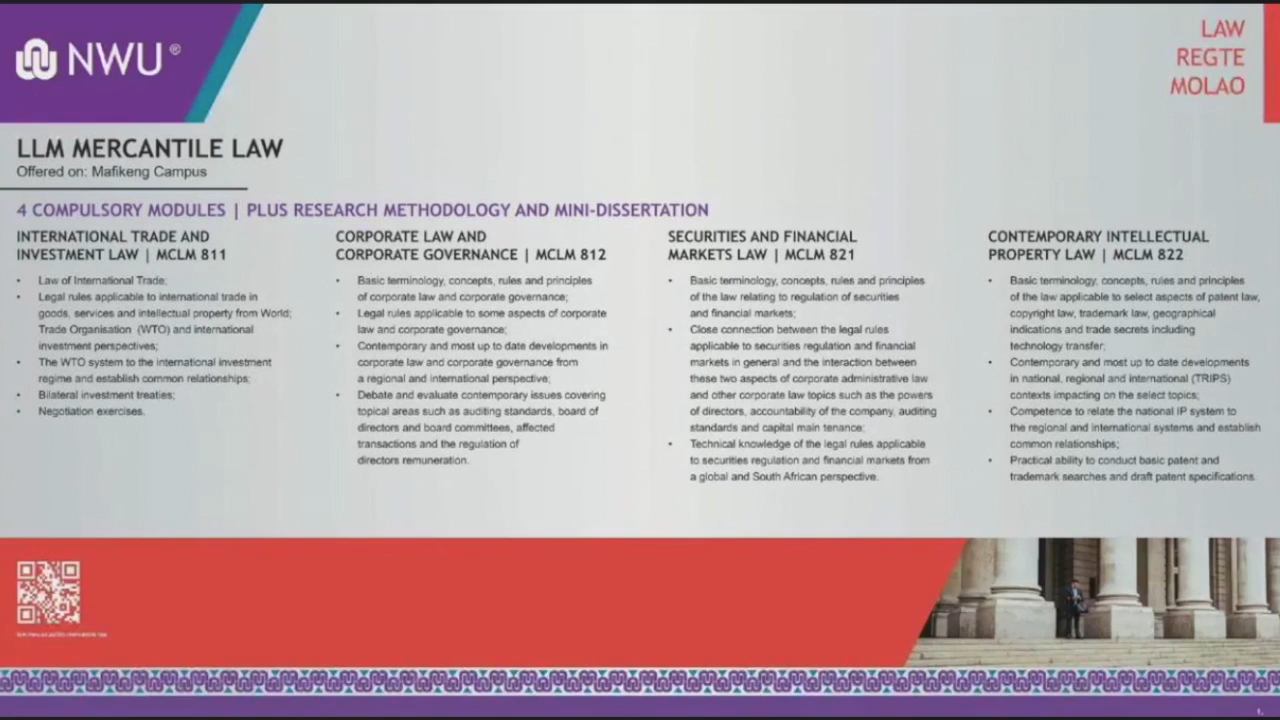 NWU®
LAW
REGTE
MOLAO
LLM MERCANTILE LAW
Offered on: Mafikeng Campus
4 COMPULSORY MODULES | PLUS RESEARCH METHODOLOGY AND MINI-DISSERTATION
INTERNATIONAL TRADE AND
INVESTMENT LAW | MCLM 811
• Law of International Trade;
• Legal rules applicable to international trade in
goods, services and intellectual property from World;
Trade Organisation (WTO) and international
investment perspectives;
• The WTO system to the international investment
regime and establish common relationships;
• Bilateral investment treaties;
• Negotiation exercises.
CORPORATE LAW AND
CORPORATE GOVERNANCE | MCLM 812
• Basic terminology, concepts, rules and principles
of corporate law and corporate governance;
• Legal rules applicable to some aspects of corporate
law and corporate governance;
• Contemporary and most up to date developments in
corporate law and corporate governance from
a regional and international perspective;
• Debate and evaluate contemporary issues covering
topical areas such as auditing standards, board of
directors and board committees, affected
transactions and the regulation of
directors remuneration.
SECURITIES AND FINANCIAL
MARKETS LAW | MCLM 821
• Basic terminology, concepts, rules and principles
of the law relating to regulation of securities
and financial markets;
• Close connection between the legal rules
applicable to securities regulation and financial
markets in general and the interaction between
these two aspects of corporate administrative law
and other corporate law topics such as the powers
of directors, accountability of the company, auditing
standards and capital main tenance;
• Technical knowledge of the legal rules applicable
to securities regulation and financial markets from
a global and South African perspective.
CONTEMPORARY INTELLECTUAL
PROPERTY LAW | MCLM 822
• Basic terminology, concepts, rules and principles
of the law applicable to select aspects of patent law,
copyright law, trademark law, geographical
indications and trade secrets including
technology transfer;
• Contemporary and most up to date developments
in national, regional and international (TRIPS)
contexts impacting on the select topics;
• Competence to relate the national IP system to
the regional and international systems and establish
common relationships;
• Practical ability to conduct basic patent and
trademark searches and draft patent specifications.
1.